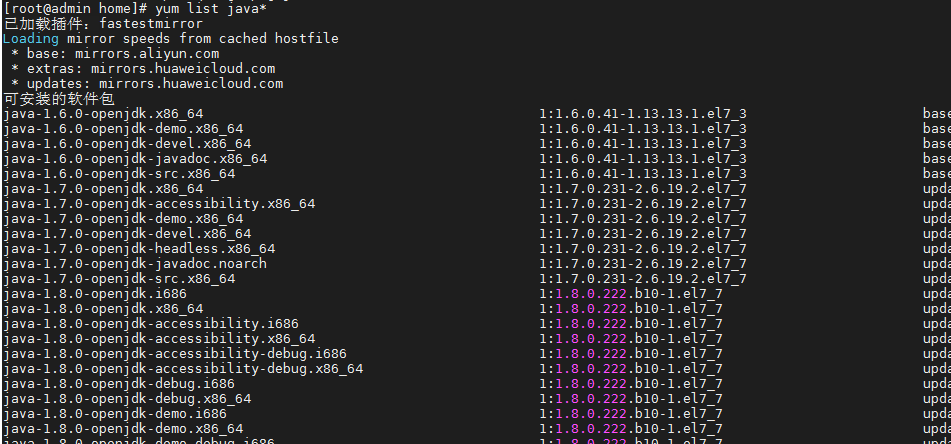 [root@admin home]# yum list java*
已加载插件：fastestmirror
Loading mirror speeds from cached hostfile
 * base: mirrors.aliyun.com
 * extras: mirrors.huaweicloud.com
 * updates: mirrors.huaweicloud.com
可安装的软件包
java-1.6.0-openjdk.x86_64 1:1.6.0.41-1.13.13.1.el7_3 base
java-1.6.0-openjdk-demo.x86_64 1:1.6.0.41-1.13.13.1.el7_3 base
java-1.6.0-openjdk-devel.x86_64 1:1.6.0.41-1.13.13.1.el7_3 base
java-1.6.0-openjdk-javadoc.x86_64 1:1.6.0.41-1.13.13.1.el7_3 base
java-1.6.0-openjdk-src.x86_64 1:1.6.0.41-1.13.13.1.el7_3 base
java-1.7.0-openjdk.x86_64 1:1.7.0.231-2.6.19.2.el7_7 upda
java-1.7.0-openjdk-accessibility.x86_64 1:1.7.0.231-2.6.19.2.el7_7 upda
java-1.7.0-openjdk-demo.x86_64 1:1.7.0.231-2.6.19.2.el7_7 upda
java-1.7.0-openjdk-devel.x86_64 1:1.7.0.231-2.6.19.2.el7_7 upda
java-1.7.0-openjdk-headless.x86_64 1:1.7.0.231-2.6.19.2.el7_7 upda
java-1.7.0-openjdk-javadoc.noarch 1:1.7.0.231-2.6.19.2.el7_7 upda
java-1.7.0-openjdk-src.x86_64 1:1.7.0.231-2.6.19.2.el7_7 upda
java-1.8.0-openjdk.i686 1:1.8.0.222.b10-1.el7_7 upda
java-1.8.0-openjdk.x86_64 1:1.8.0.222.b10-1.el7_7 upda
java-1.8.0-openjdk-accessibility.i686 1:1.8.0.222.b10-1.el7_7 upda
java-1.8.0-openjdk-accessibility.x86_64 1:1.8.0.222.b10-1.el7_7 upda
java-1.8.0-openjdk-accessibility-debug.i686 1:1.8.0.222.b10-1.el7_7 upda
java-1.8.0-openjdk-accessibility-debug.x86_64 1:1.8.0.222.b10-1.el7_7 upda
java-1.8.0-openjdk-debug.i686 1:1.8.0.222.b10-1.el7_7 upda
java-1.8.0-openjdk-debug.x86_64 1:1.8.0.222.b10-1.el7_7 upda
java-1.8.0-openjdk-demo.i686 1:1.8.0.222.b10-1.el7_7 upda
java-1.8.0-openjdk-demo.x86_64 1:1.8.0.222.b10-1.el7_7 upda
java-1.8.0-openjdk-demo-debug.i686 1:1.8.0.222.b10-1.el7_7 upda